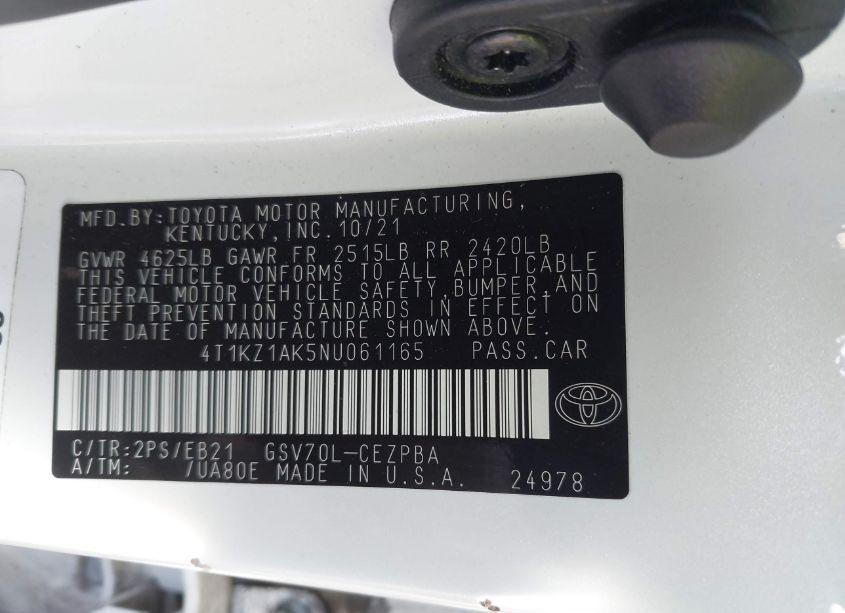 MFD.BY:TOYOTA MOTOR MANUFACTURING,
KENTUCKY,INC.10/21
GVWR 4625LB GAWR FR 2515LB RR 2420LB
THIS VEHICLE CONFORMS TO ALL APPLICABLE
FEDERAL MOTOR VEHICLE SAFETY,BUMPER,AND
THEFT PREVENTION STANDARDS IN EFFECT ON
THE DATE OF MANUFACTURE SHOWN ABOVE.
4T1KZ1AK5NU061165 PASS.CAR
C/TR:2PS/EB21 GSV70L-CEZPBA
A/TM: /UA80E MADE IN U.S.A. 24978